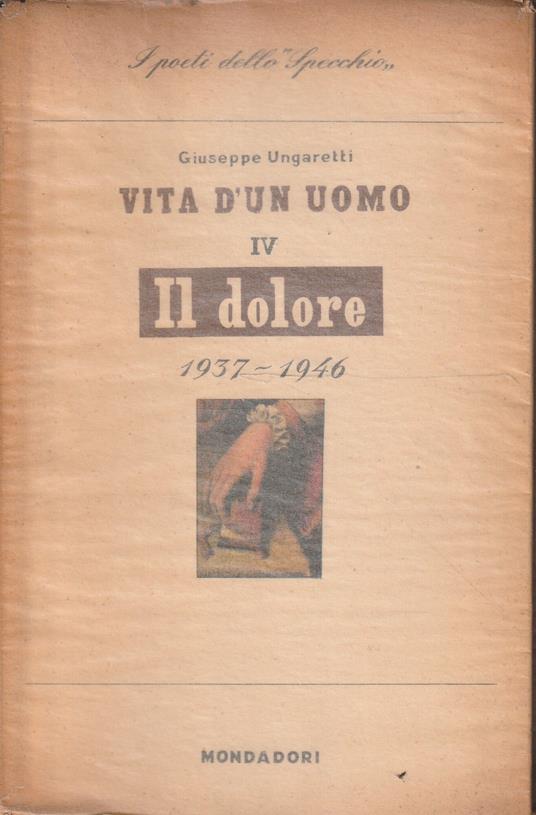 I poeti dello "Specchio„
Giuseppe Ungaretti
VITA D'UN UOMO
IV
Il dolore
1937-1946
MONDADORI